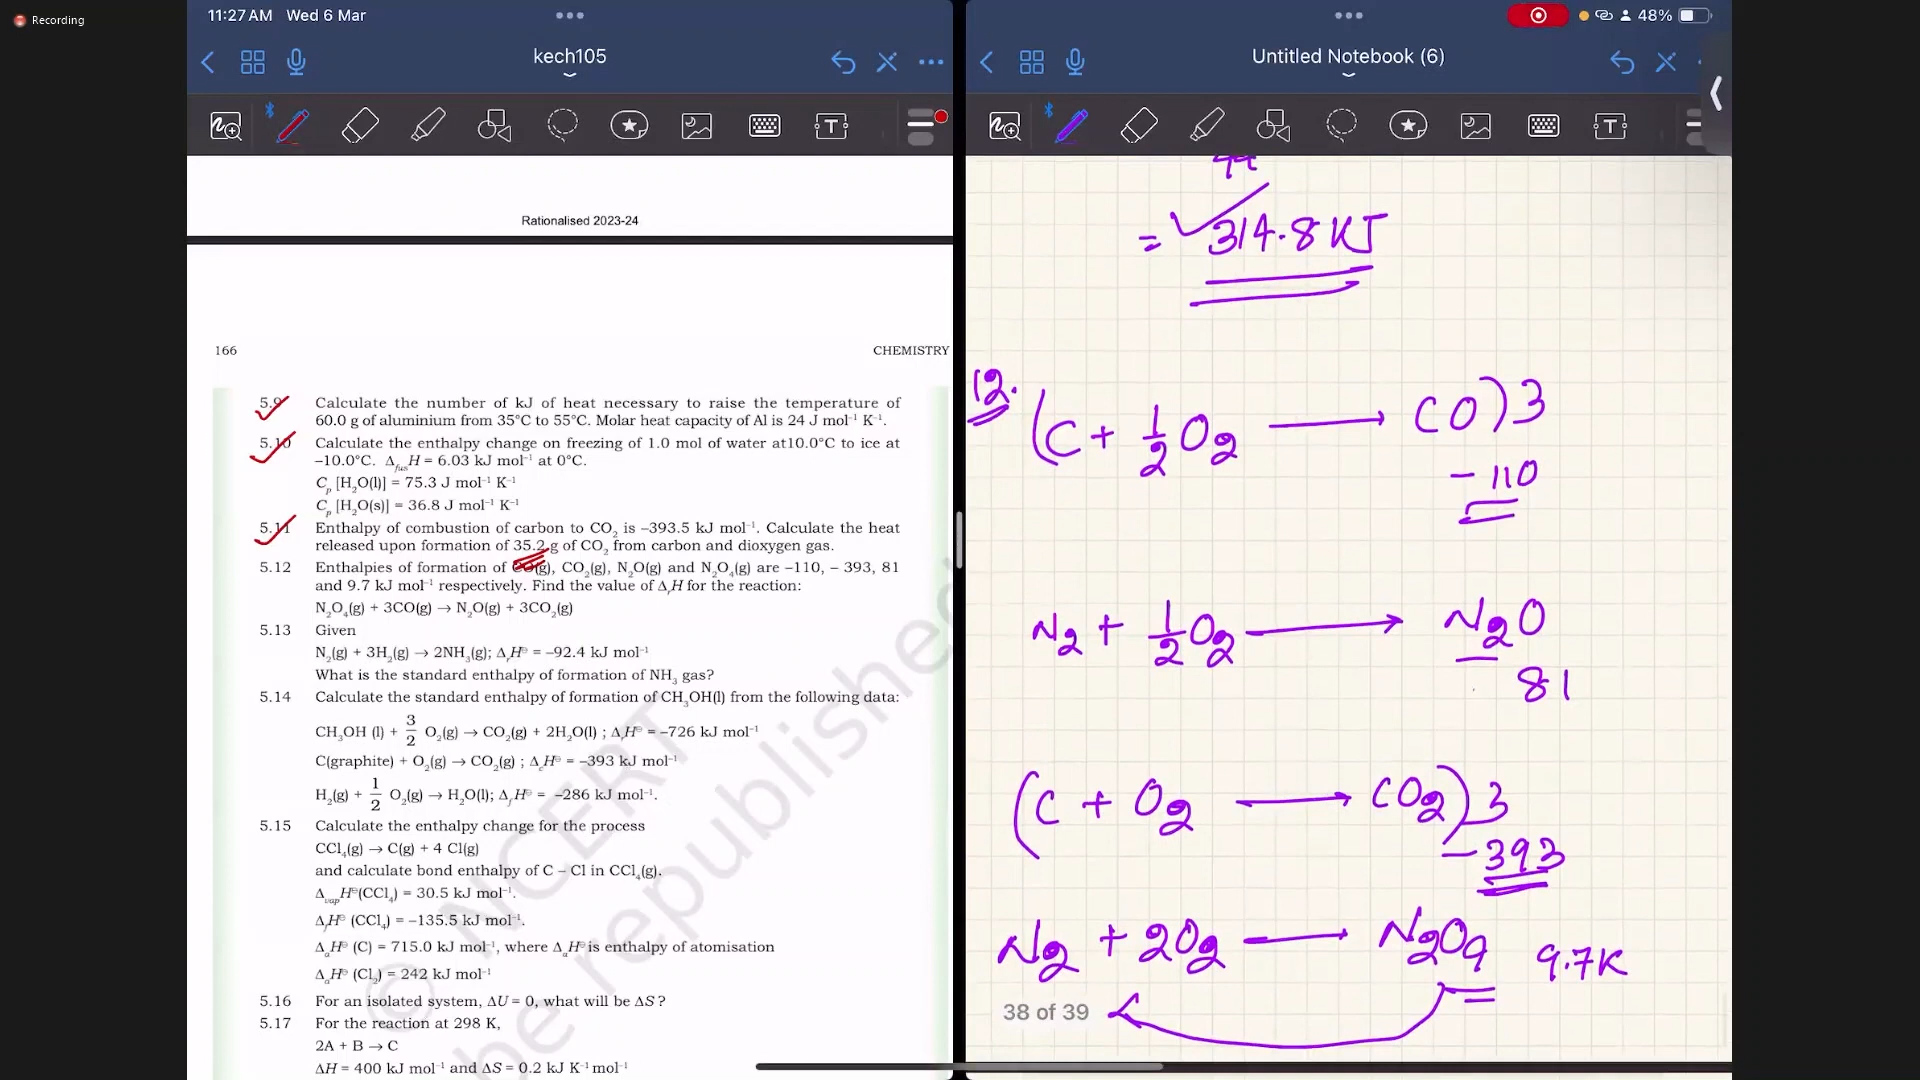 Recording
11:27 AM Wed 6 Mar
48%
kech105
Untitled Notebook (6)
Rationalised 2023-24
166
CHEMISTRY
5.9 Calculate the number of kJ of heat necessary to raise the temperature of
60.0 g of aluminium from 35°C to 55°C. Molar heat capacity of Al is 24 J mol⁻¹ K⁻¹.
5.10 Calculate the enthalpy change on freezing of 1.0 mol of water at10.0°C to ice at
–10.0°C. Δfus H = 6.03 kJ mol⁻¹ at 0°C.
Cp [H₂O(l)] = 75.3 J mol⁻¹ K⁻¹
Cp [H₂O(s)] = 36.8 J mol⁻¹ K⁻¹
5.11 Enthalpy of combustion of carbon to CO₂ is –393.5 kJ mol⁻¹. Calculate the heat
released upon formation of 35.2 g of CO₂ from carbon and dioxygen gas.
5.12 Enthalpies of formation of CO(g), CO₂(g), N₂O(g) and N₂O₄(g) are –110, – 393, 81
and 9.7 kJ mol⁻¹ respectively. Find the value of ΔrH for the reaction:
N₂O₄(g) + 3CO(g) → N₂O(g) + 3CO₂(g)
5.13 Given
N₂(g) + 3H₂(g) → 2NH₃(g); ΔrH⊖ = –92.4 kJ mol⁻¹
What is the standard enthalpy of formation of NH₃ gas?
5.14 Calculate the standard enthalpy of formation of CH₃OH(l) from the following data:
CH₃OH (l) + 3/2 O₂(g) → CO₂(g) + 2H₂O(l) ; ΔrH⊖ = –726 kJ mol⁻¹
C(graphite) + O₂(g) → CO₂(g) ; ΔcH⊖ = –393 kJ mol⁻¹
H₂(g) + 1/2 O₂(g) → H₂O(l); ΔfH⊖ = –286 kJ mol⁻¹.
5.15 Calculate the enthalpy change for the process
CCl₄(g) → C(g) + 4 Cl(g)
and calculate bond enthalpy of C – Cl in CCl₄(g).
ΔvapH⊖(CCl₄) = 30.5 kJ mol⁻¹.
ΔfH⊖ (CCl₄) = –135.5 kJ mol⁻¹.
ΔaH⊖ (C) = 715.0 kJ mol⁻¹, where ΔaH⊖ is enthalpy of atomisation
ΔaH⊖ (Cl₂) = 242 kJ mol⁻¹
5.16 For an isolated system, ΔU = 0, what will be ΔS?
5.17 For the reaction at 298 K,
2A + B → C
ΔH = 400 kJ mol⁻¹ and ΔS = 0.2 kJ K⁻¹ mol⁻¹
© NCERT
be republished
= 314.8 KJ
12.
(C + 1/2 O₂ → CO) 3
– 110
N₂ + 1/2 O₂ → N₂O
81
(C + O₂ → CO₂) 3
– 393
N₂ + 2O₂ → N₂O₄ 9.7K
38 of 39